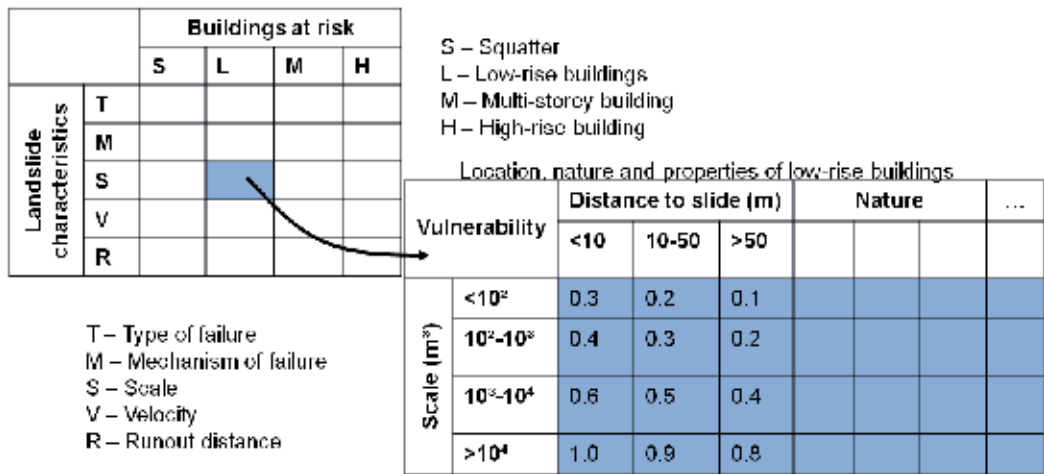 Buildings at risk
S L M H
Landslide characteristics
T
M
S
V
R
S – Squatter
L – Low-rise buildings
M – Multi-storey building
H – High-rise building
Location, nature and properties of low-rise buildings
Vulnerability Distance to slide (m) Nature ...
<10 10-50 >50
Scale (m³)
<10² 0.3 0.2 0.1
10²-10³ 0.4 0.3 0.2
10³-10⁴ 0.6 0.5 0.4
>10⁴ 1.0 0.9 0.8
T – Type of failure
M – Mechanism of failure
S – Scale
V – Velocity
R – Runout distance